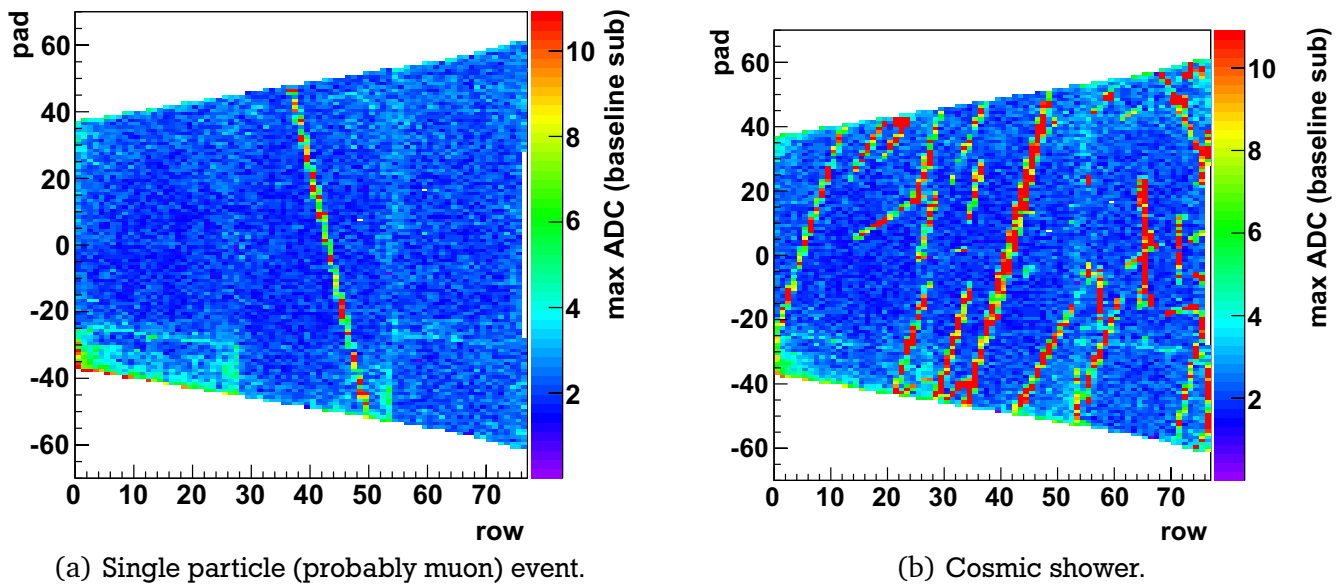 pad
60
40
20
0
-20
-40
-60
0 10 20 30 40 50 60 70
row
10
8
6
4
2
max ADC (baseline sub)
(a) Single particle (probably muon) event.
pad
60
40
20
0
-20
-40
-60
0 10 20 30 40 50 60 70
row
10
8
6
4
2
max ADC (baseline sub)
(b) Cosmic shower.